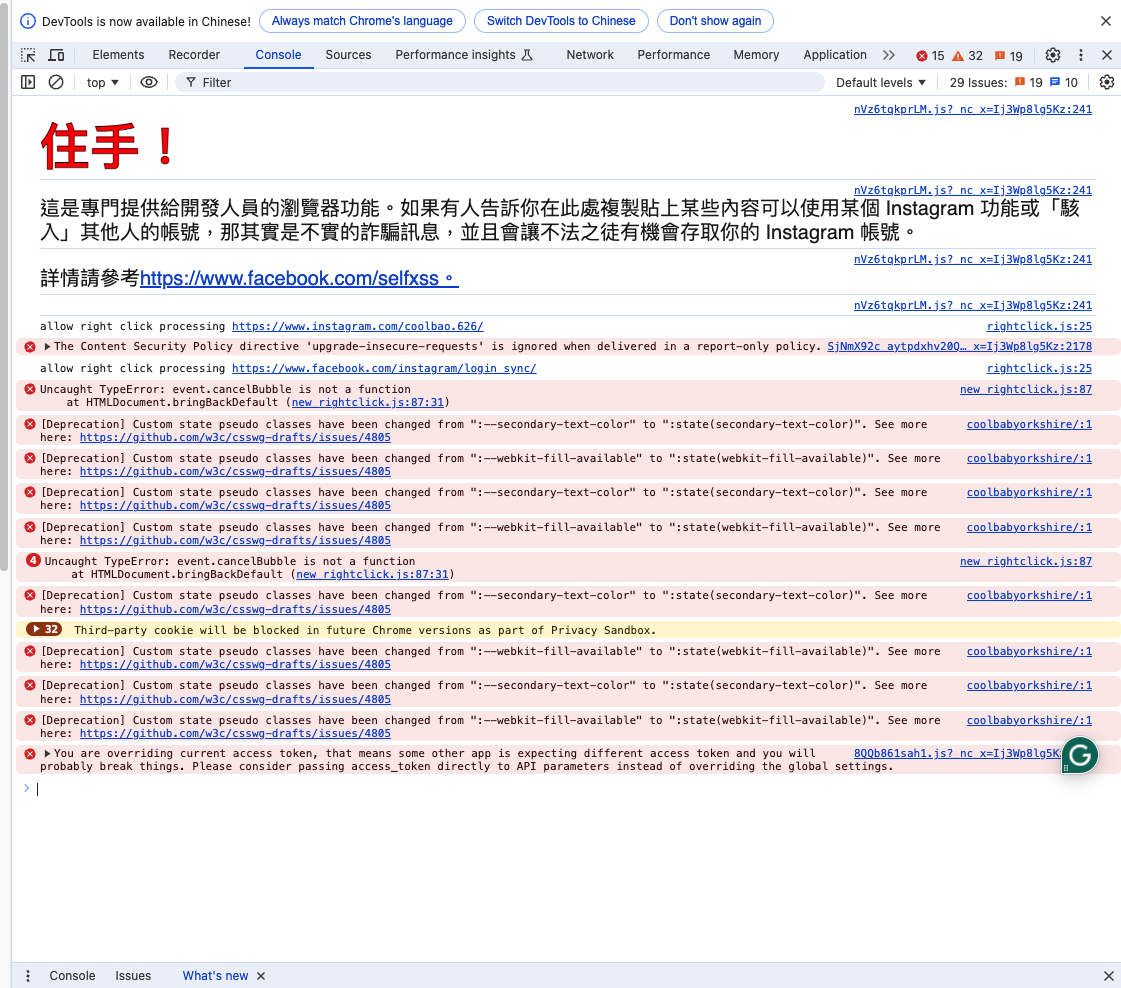 DevTools is now available in Chinese! Always match Chrome's language Switch DevTools to Chinese Don't show again
Elements Recorder Console Sources Performance insights Network Performance Memory Application 15 32 19
top Filter Default levels 29 Issues: 19 10
nVz6tqkprLM.js?_nc_x=Ij3Wp8lg5Kz:241
住手！
nVz6tqkprLM.js?_nc_x=Ij3Wp8lg5Kz:241
這是專門提供給開發人員的瀏覽器功能。如果有人告訴你在此處複製貼上某些內容可以使用某個 Instagram 功能或「駭
入」其他人的帳號，那其實是不實的詐騙訊息，並且會讓不法之徒有機會存取你的 Instagram 帳號。
nVz6tqkprLM.js?_nc_x=Ij3Wp8lg5Kz:241
詳情請參考https://www.facebook.com/selfxss。
nVz6tqkprLM.js?_nc_x=Ij3Wp8lg5Kz:241
allow right click processing https://www.instagram.com/coolbao.626/ rightclick.js:25
The Content Security Policy directive 'upgrade-insecure-requests' is ignored when delivered in a report-only policy. SjNmX92c_aytpdxhv20Q…_x=Ij3Wp8lg5Kz:2178
allow right click processing https://www.facebook.com/instagram/login_sync/ rightclick.js:25
Uncaught TypeError: event.cancelBubble is not a function new_rightclick.js:87
at HTMLDocument.bringBackDefault (new_rightclick.js:87:31)
[Deprecation] Custom state pseudo classes have been changed from ":--secondary-text-color" to ":state(secondary-text-color)". See more coolbabyorkshire/:1
here: https://github.com/w3c/csswg-drafts/issues/4805
[Deprecation] Custom state pseudo classes have been changed from ":--webkit-fill-available" to ":state(webkit-fill-available)". See more coolbabyorkshire/:1
here: https://github.com/w3c/csswg-drafts/issues/4805
[Deprecation] Custom state pseudo classes have been changed from ":--secondary-text-color" to ":state(secondary-text-color)". See more coolbabyorkshire/:1
here: https://github.com/w3c/csswg-drafts/issues/4805
[Deprecation] Custom state pseudo classes have been changed from ":--webkit-fill-available" to ":state(webkit-fill-available)". See more coolbabyorkshire/:1
here: https://github.com/w3c/csswg-drafts/issues/4805
4 Uncaught TypeError: event.cancelBubble is not a function new_rightclick.js:87
at HTMLDocument.bringBackDefault (new_rightclick.js:87:31)
[Deprecation] Custom state pseudo classes have been changed from ":--secondary-text-color" to ":state(secondary-text-color)". See more coolbabyorkshire/:1
here: https://github.com/w3c/csswg-drafts/issues/4805
32 Third-party cookie will be blocked in future Chrome versions as part of Privacy Sandbox.
[Deprecation] Custom state pseudo classes have been changed from ":--webkit-fill-available" to ":state(webkit-fill-available)". See more coolbabyorkshire/:1
here: https://github.com/w3c/csswg-drafts/issues/4805
[Deprecation] Custom state pseudo classes have been changed from ":--secondary-text-color" to ":state(secondary-text-color)". See more coolbabyorkshire/:1
here: https://github.com/w3c/csswg-drafts/issues/4805
[Deprecation] Custom state pseudo classes have been changed from ":--webkit-fill-available" to ":state(webkit-fill-available)". See more coolbabyorkshire/:1
here: https://github.com/w3c/csswg-drafts/issues/4805
You are overriding current access token, that means some other app is expecting different access token and you will 8QQb861sah1.js?_nc_x=Ij3Wp8lg5K
probably break things. Please consider passing access_token directly to API parameters instead of overriding the global settings.
Console Issues What's new